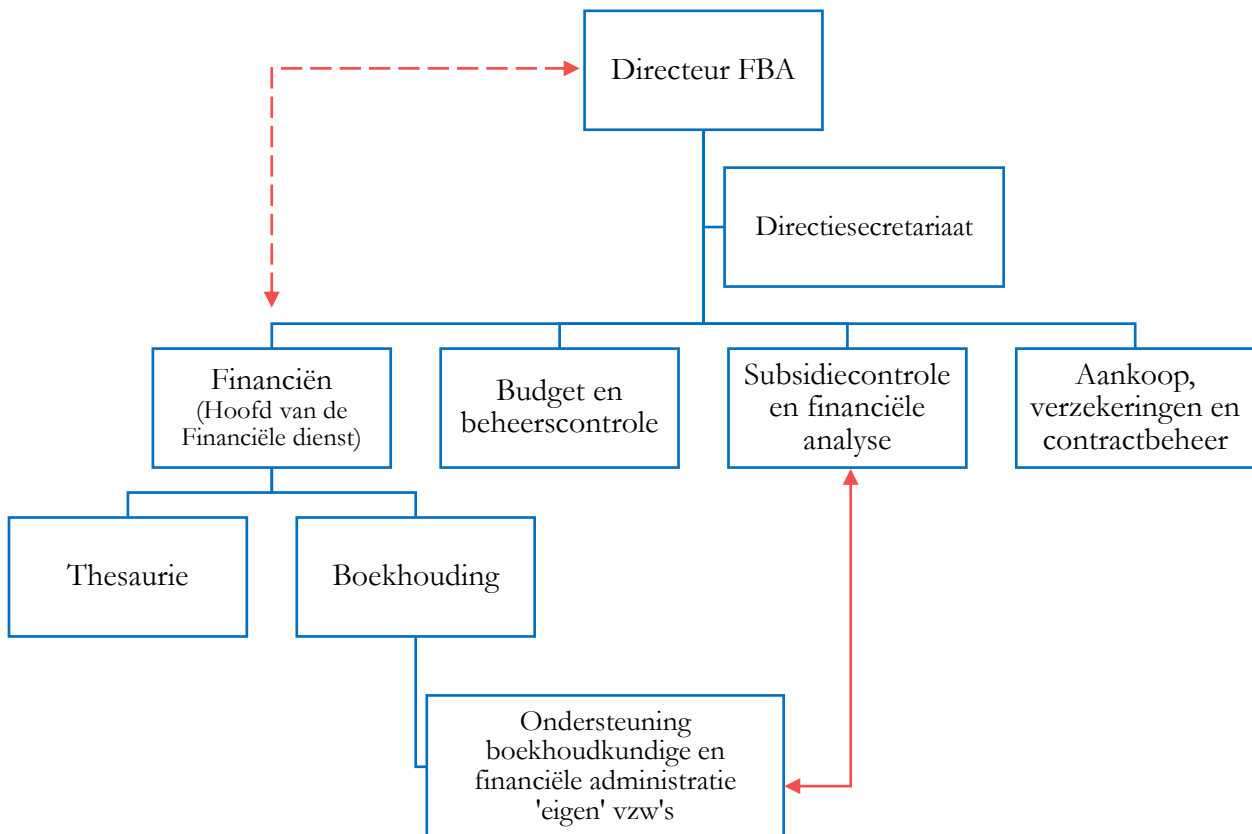 Directeur FBA
Directiesecretariaat
Financiën
(Hoofd van de
Financiële dienst)
Budget en
beheerscontrole
Subsidiecontrole
en financiële
analyse
Aankoop,
verzekeringen en
contractbeheer
Thesaurie
Boekhouding
Ondersteuning
boekhoudkundige en
financiële administratie
'eigen' vzw's